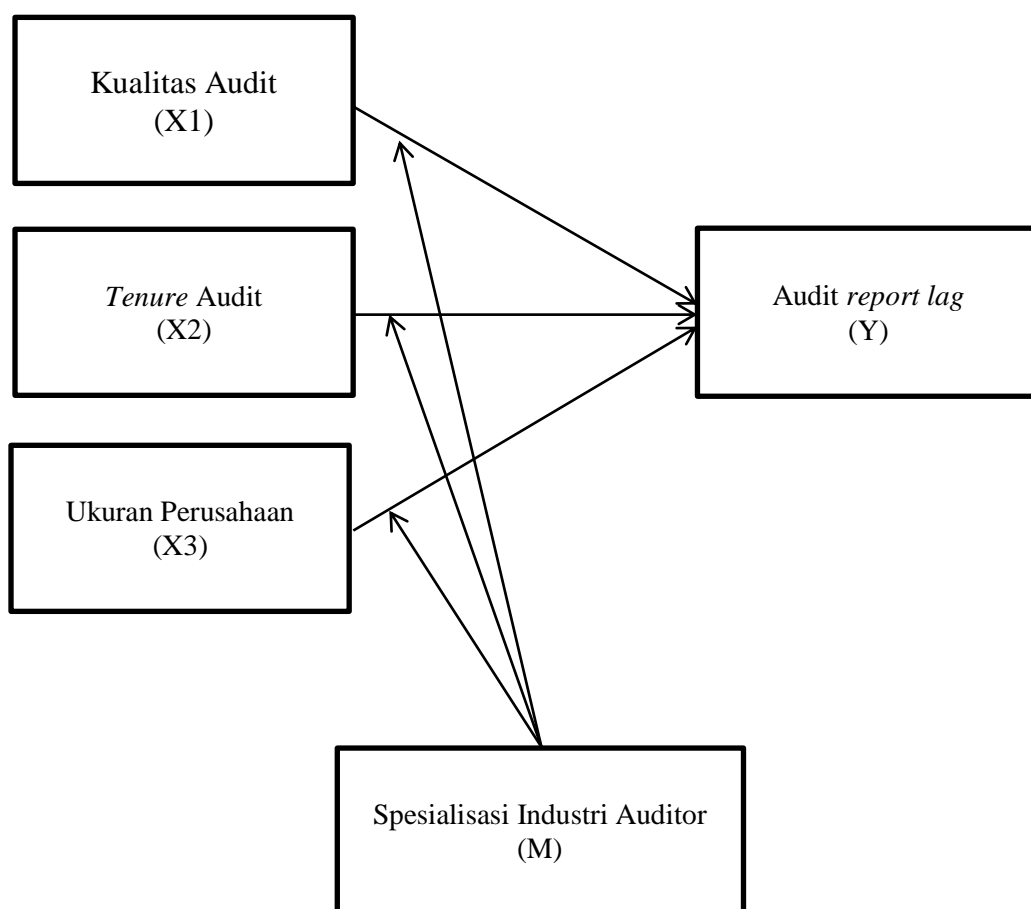 Kualitas Audit
(X1)
Tenure Audit
(X2)
Audit report lag
(Y)
Ukuran Perusahaan
(X3)
Spesialisasi Industri Auditor
(M)